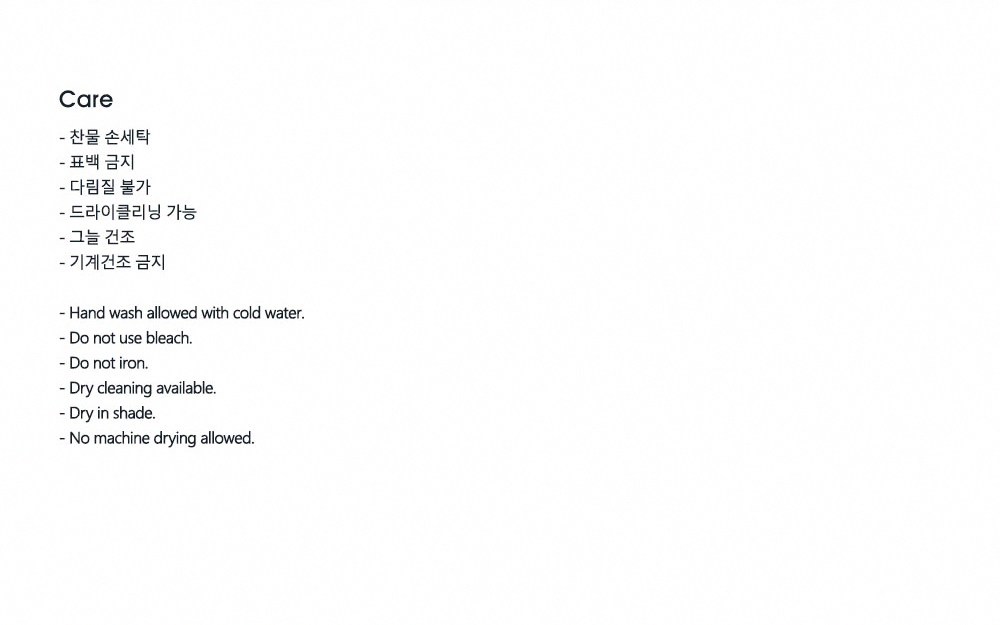 Care
- 찬물 손세탁
- 표백 금지
- 다림질 불가
- 드라이클리닝 가능
- 그늘 건조
- 기계건조 금지
- Hand wash allowed with cold water.
- Do not use bleach.
- Do not iron.
- Dry cleaning available.
- Dry in shade.
- No machine drying allowed.